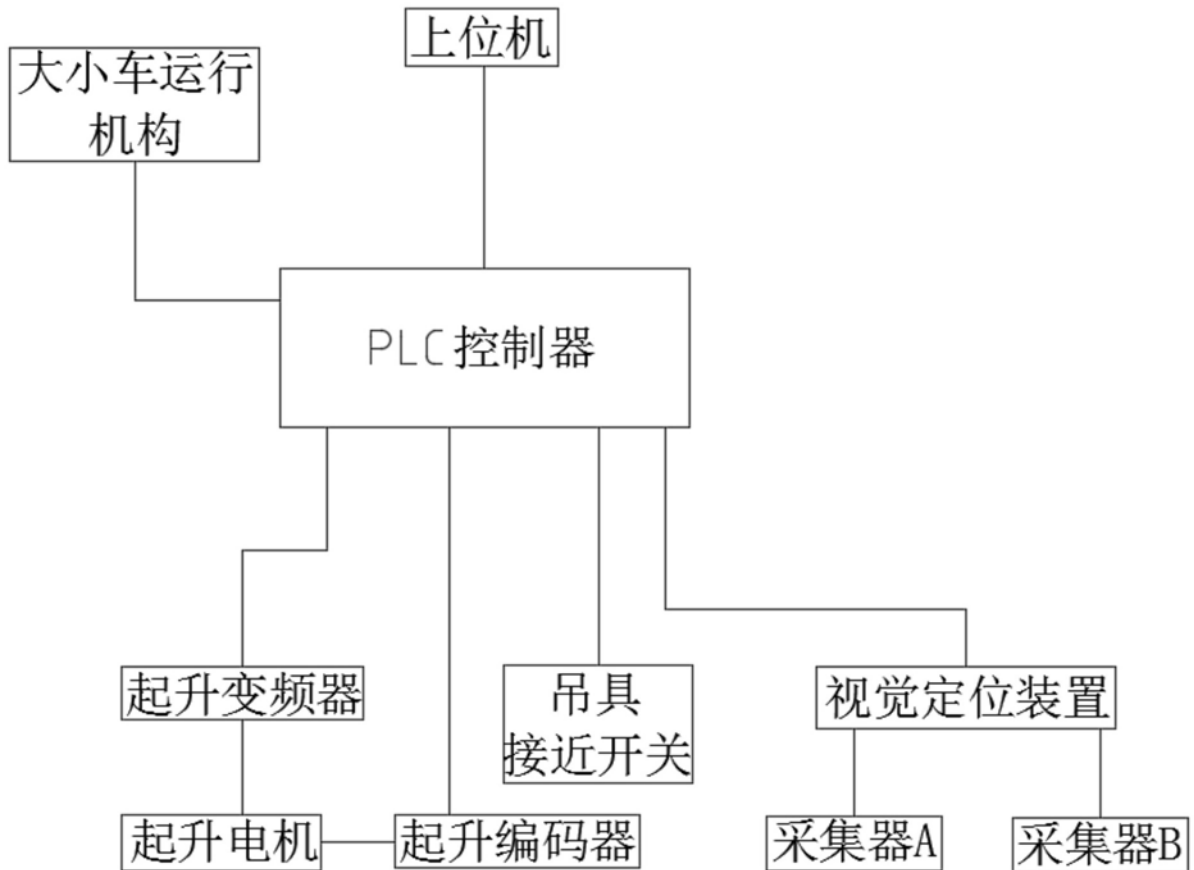 上位机
大小车运行
机构
PLC控制器
起升变频器
吊具
接近开关
视觉定位装置
起升电机
起升编码器
采集器A
采集器B